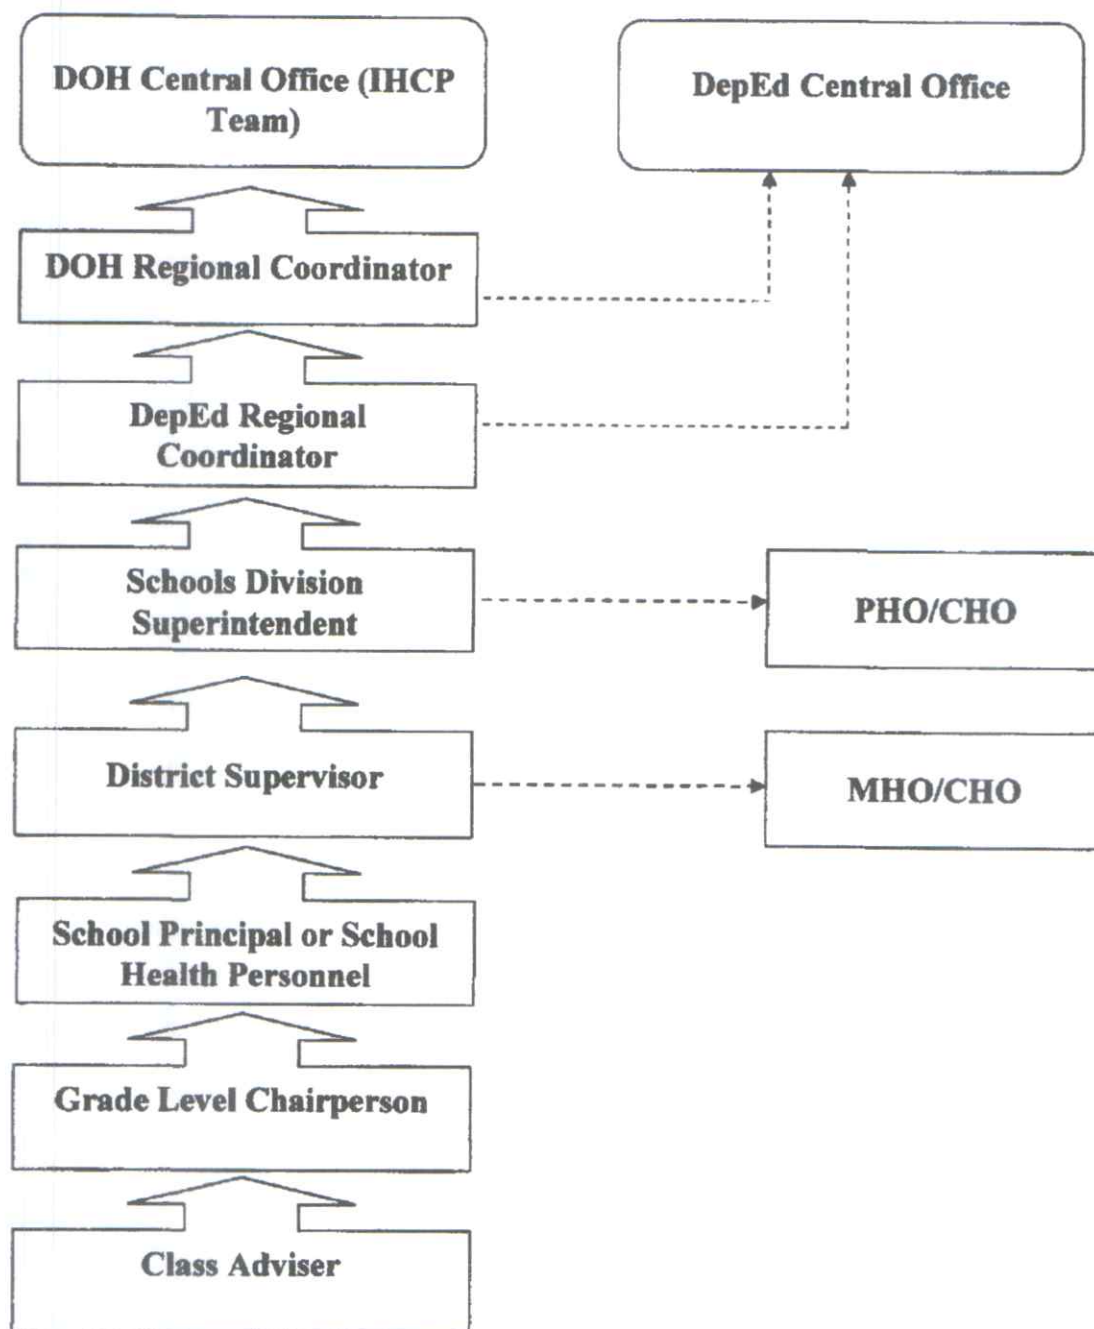 DOH Central Office (IHCP
Team)
DepEd Central Office
DOH Regional Coordinator
DepEd Regional
Coordinator
Schools Division
Superintendent
PHO/CHO
District Supervisor
MHO/CHO
School Principal or School
Health Personnel
Grade Level Chairperson
Class Adviser